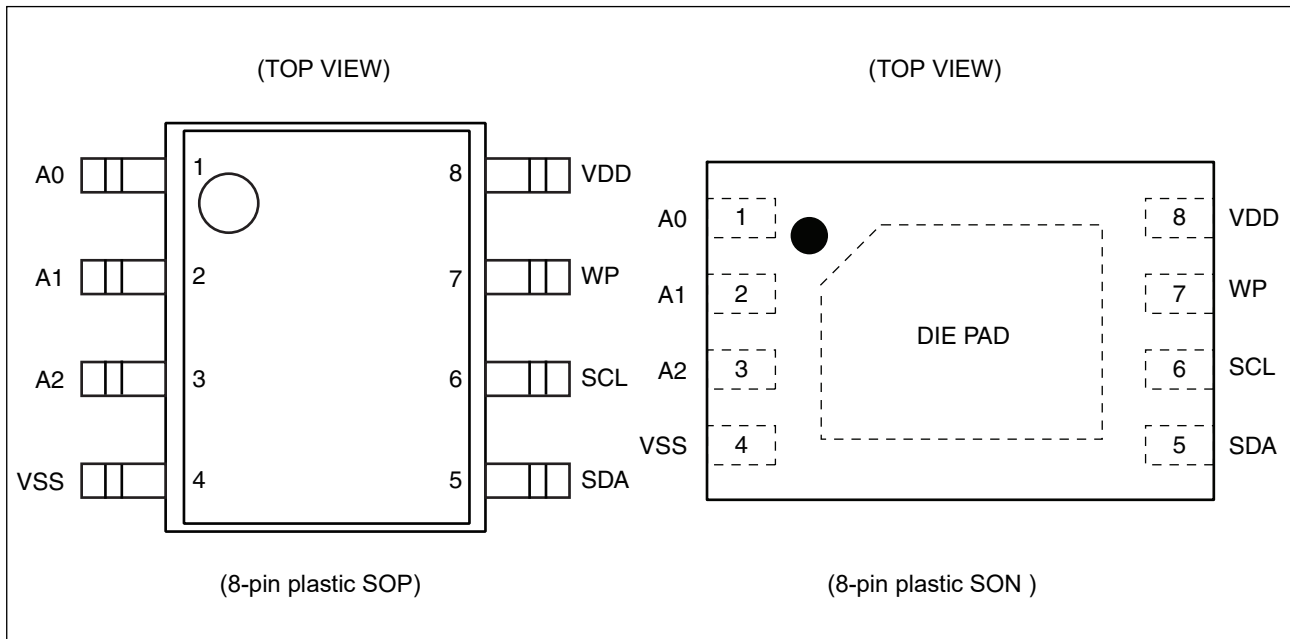 (TOP VIEW)
A0 1 8 VDD
A1 2 7 WP
A2 3 6 SCL
VSS 4 5 SDA
(8-pin plastic SOP)
(TOP VIEW)
A0 1 8 VDD
A1 2 7 WP
DIE PAD
A2 3 6 SCL
VSS 4 5 SDA
(8-pin plastic SON )